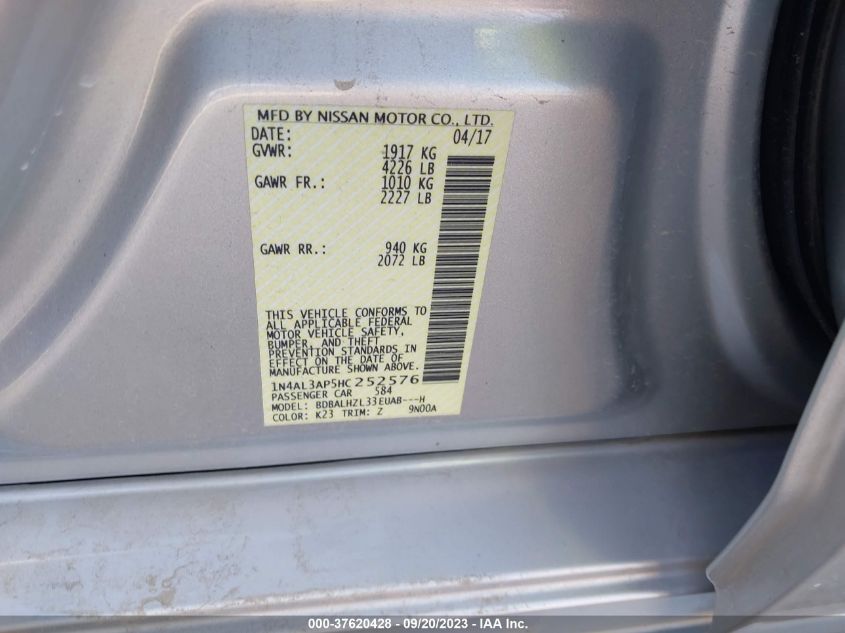 MFD BY NISSAN MOTOR CO., LTD.
DATE: 04/17
GVWR: 1917 KG
4226 LB
GAWR FR.: 1010 KG
2227 LB
GAWR RR.: 940 KG
2072 LB
THIS VEHICLE CONFORMS TO
ALL APPLICABLE FEDERAL
MOTOR VEHICLE SAFETY,
BUMPER, AND THEFT
PREVENTION STANDARDS IN
EFFECT ON THE DATE OF
MANUFACTURE SHOWN ABOVE.
1N4AL3AP5HC252576
PASSENGER CAR 584
MODEL: BDBALHZL33EUAB---H
COLOR: K23 TRIM: Z 9N00A
000-37620428 - 09/20/2023 - IAA Inc.